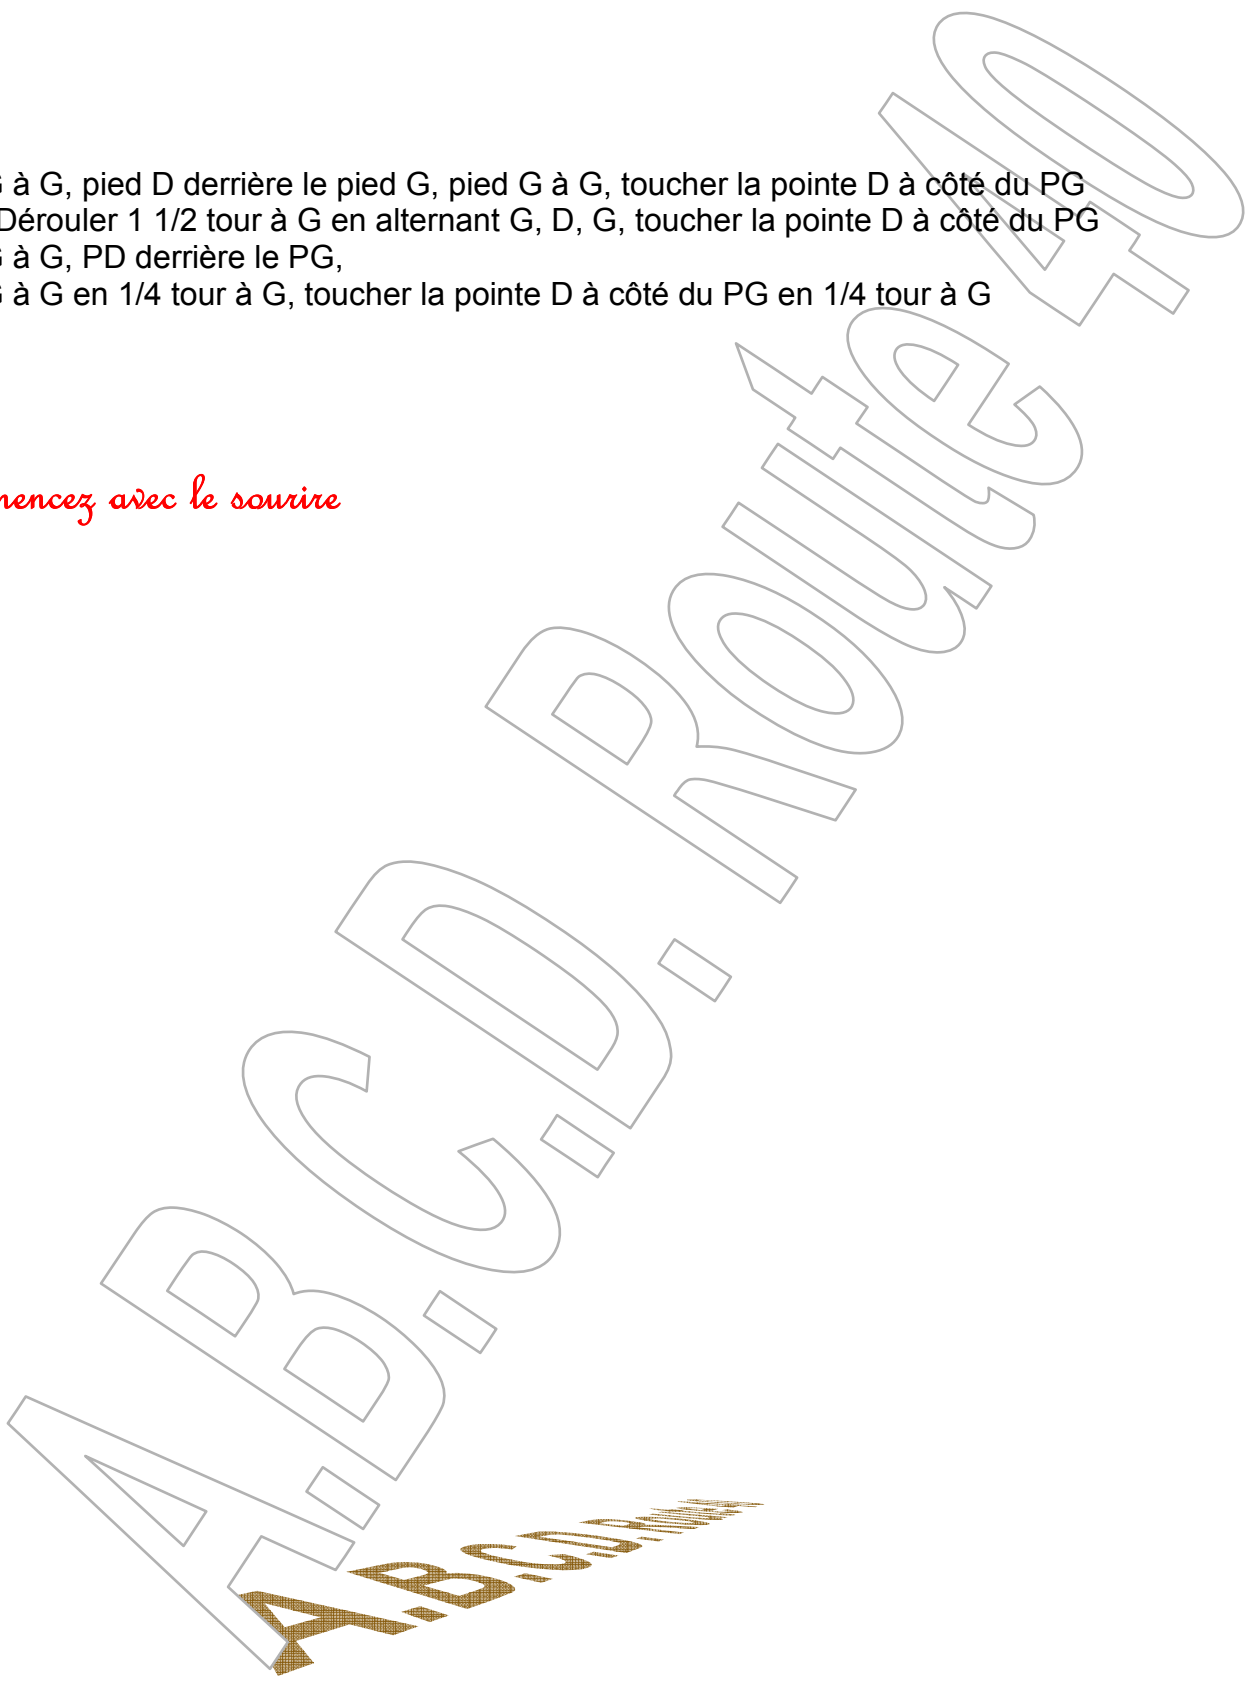 à G, pied D derrière le pied G, pied G à G, toucher la pointe D à côté du PG
Dérouler 1 1/2 tour à G en alternant G, D, G, toucher la pointe D à côté du PG
à G, PD derrière le PG,
à G en 1/4 tour à G, toucher la pointe D à côté du PG en 1/4 tour à G
mencez avec le sourire
A.B.C.D. Route 40
A.B.C.D.